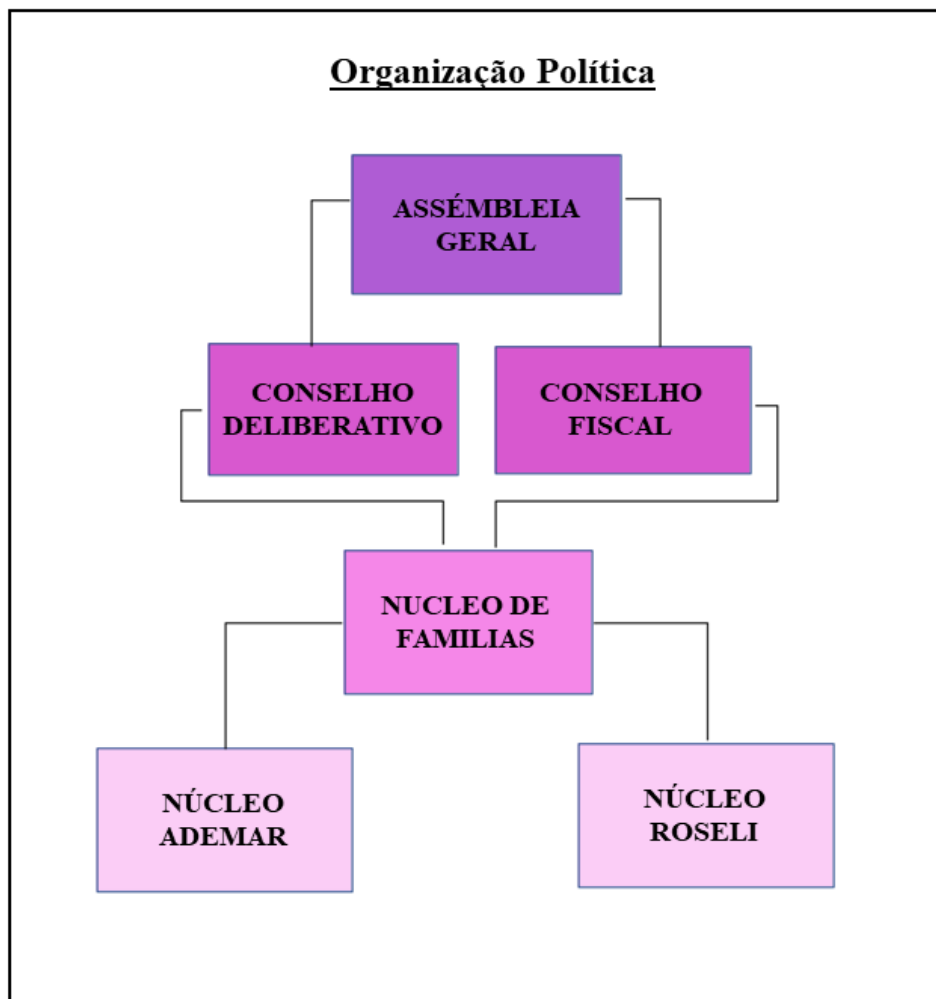 Organização Política
ASSÉMBLEIA
GERAL
CONSELHO
DELIBERATIVO
CONSELHO
FISCAL
NUCLEO DE
FAMILIAS
NÚCLEO
ADEMAR
NÚCLEO
ROSELI